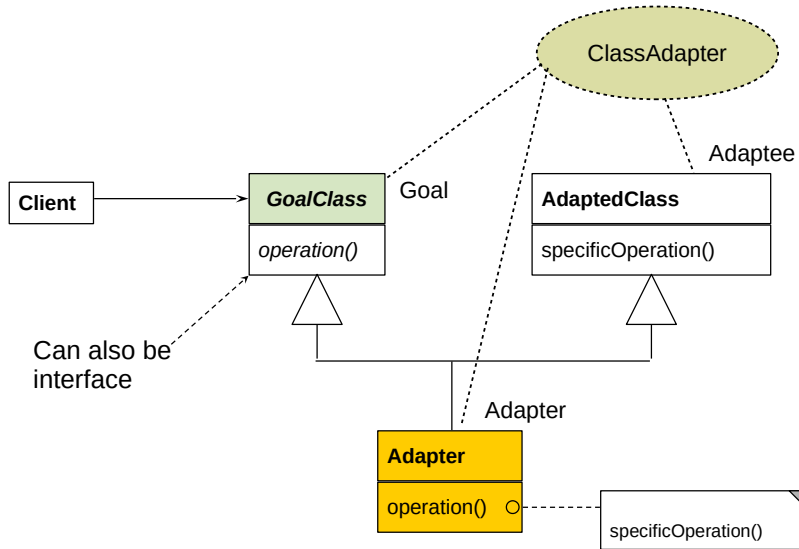 ClassAdapter
Adaptee
Client
GoalClass
Goal
AdaptedClass
operation()
specificOperation()
Can also be
interface
Adapter
Adapter
operation()
specificOperation()